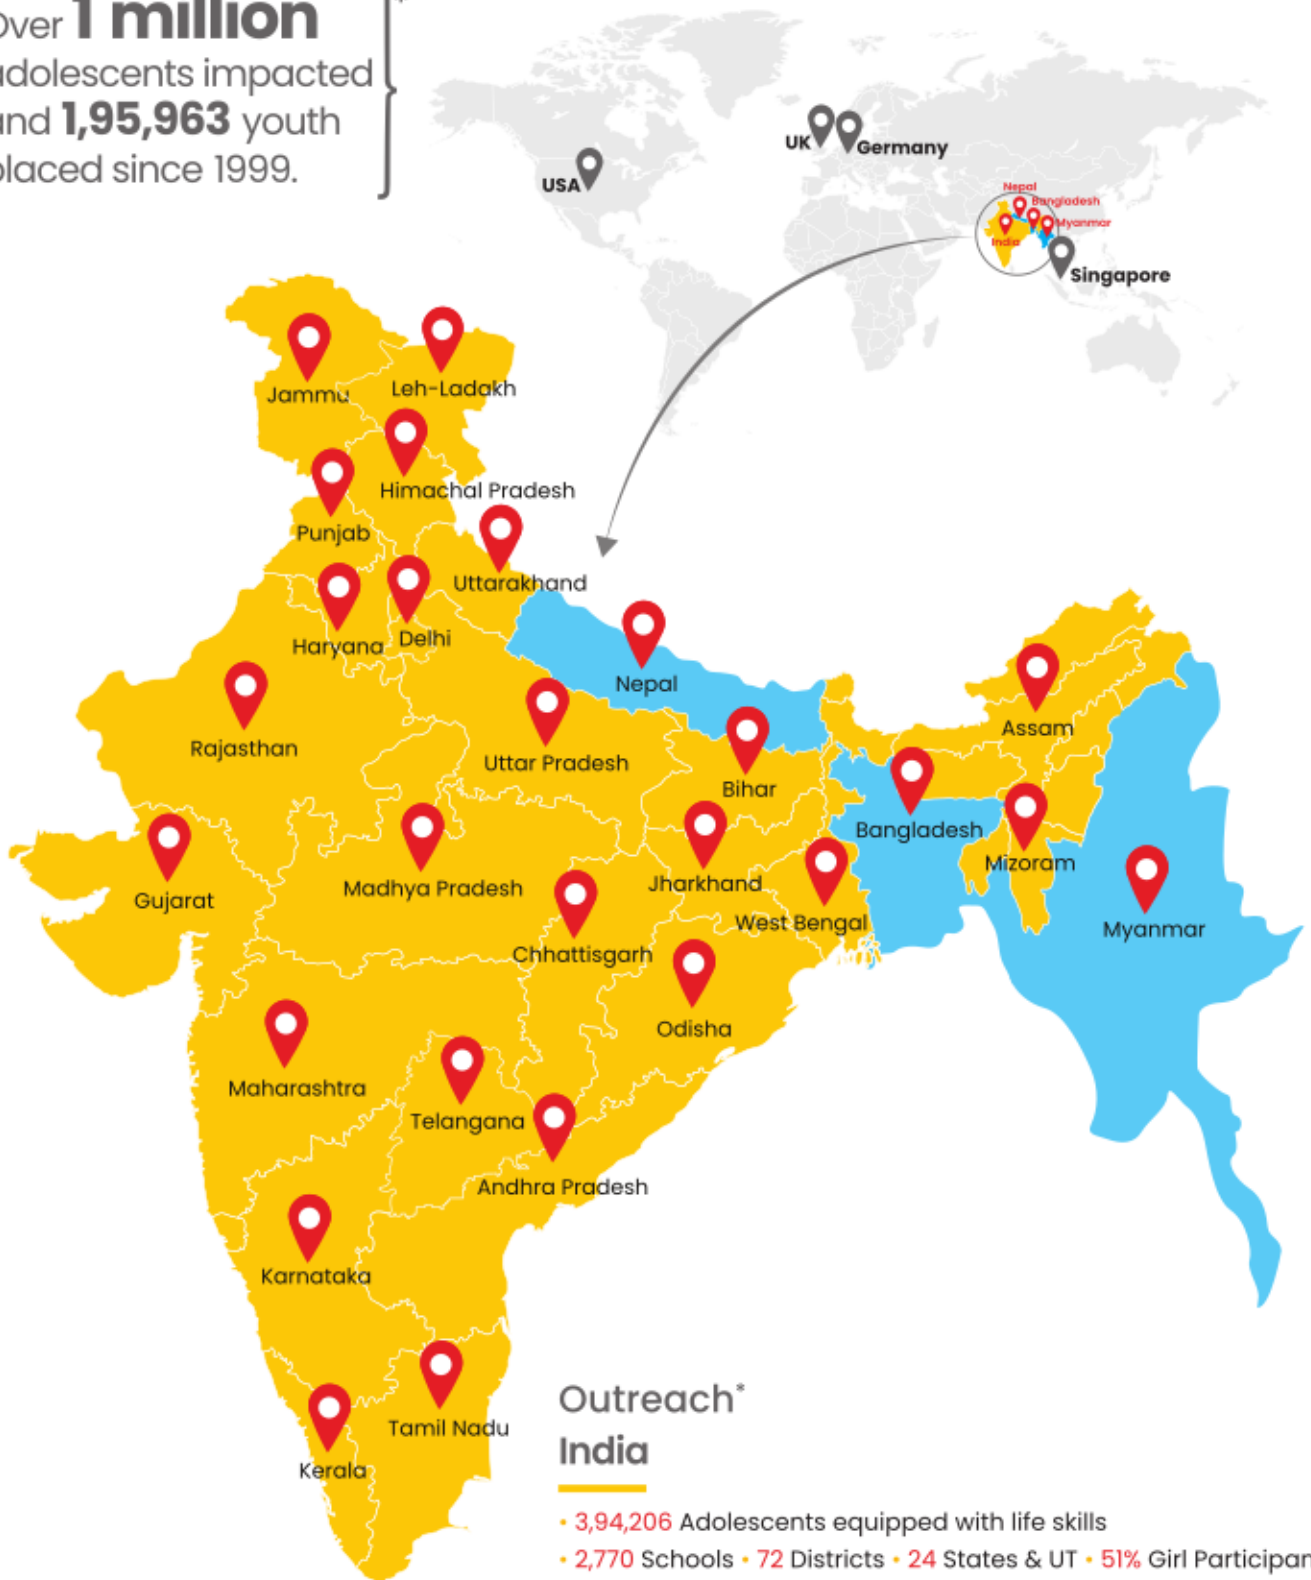 Over 1 million
adolescents impacted
and 1,95,963 youth
placed since 1999.
UK
Germany
USA
Nepal
Bangladesh
Myanmar
India
Singapore
Jammu
Leh-Ladakh
Himachal Pradesh
Punjab
Uttarakhand
Haryana
Delhi
Nepal
Rajasthan
Uttar Pradesh
Assam
Bihar
Bangladesh
Mizoram
Gujarat
Madhya Pradesh
Jharkhand
West Bengal
Myanmar
Chhattisgarh
Odisha
Maharashtra
Telangana
Andhra Pradesh
Karnataka
Tamil Nadu
Kerala
Outreach*
India
• 3,94,206 Adolescents equipped with life skills
• 2,770 Schools • 72 Districts • 24 States & UT • 51% Girl Participan